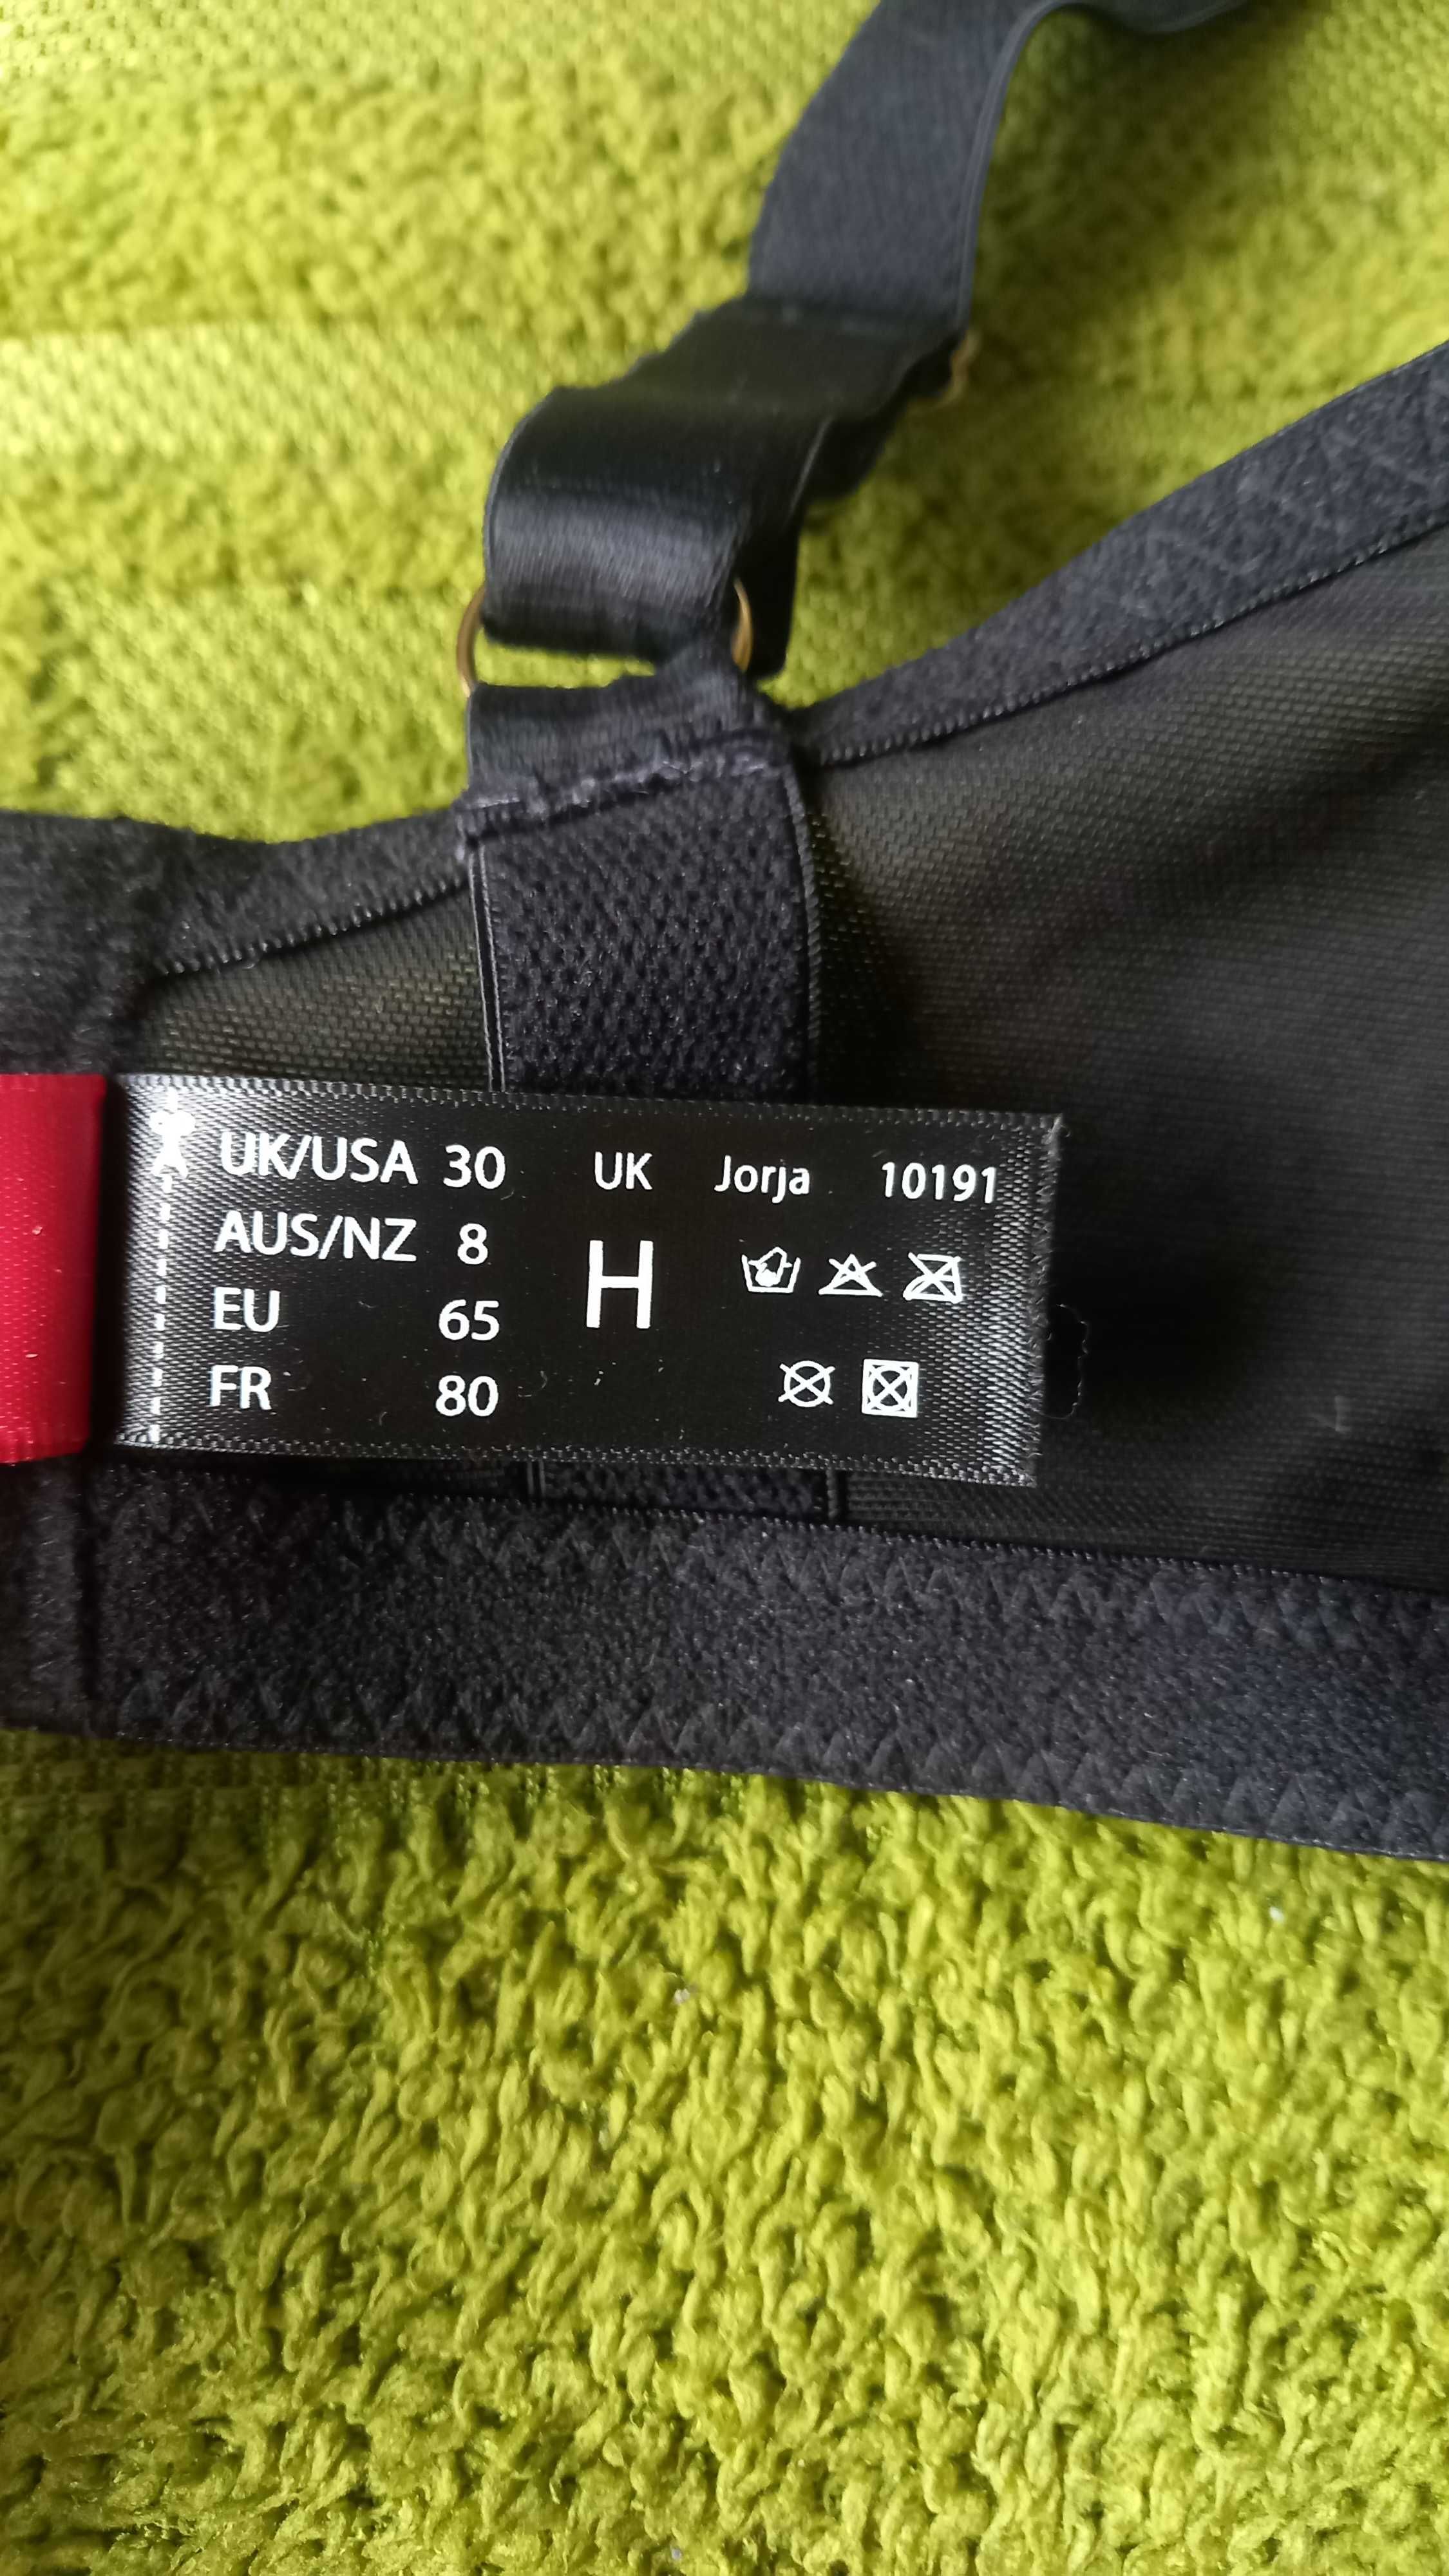 UK/USA 30 UK Jorja 10191
AUS/NZ 8
H
EU 65
FR 80